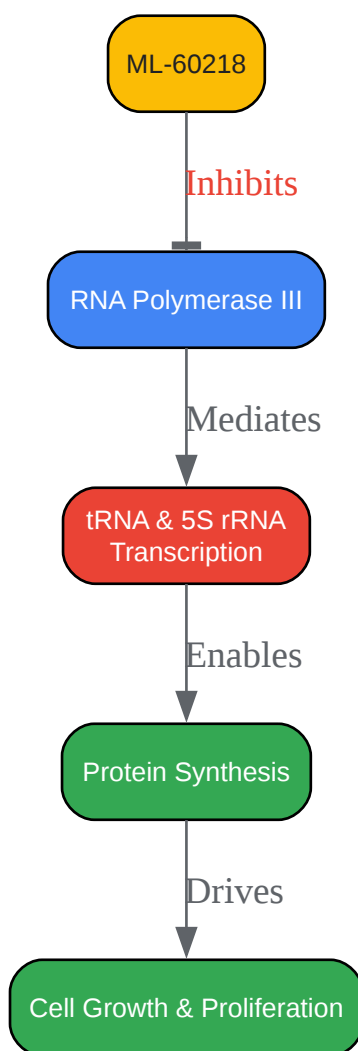 ML-60218
Inhibits
RNA Polymerase III
Mediates
tRNA & 5S rRNA
Transcription
Enables
Protein Synthesis
Drives
Cell Growth & Proliferation